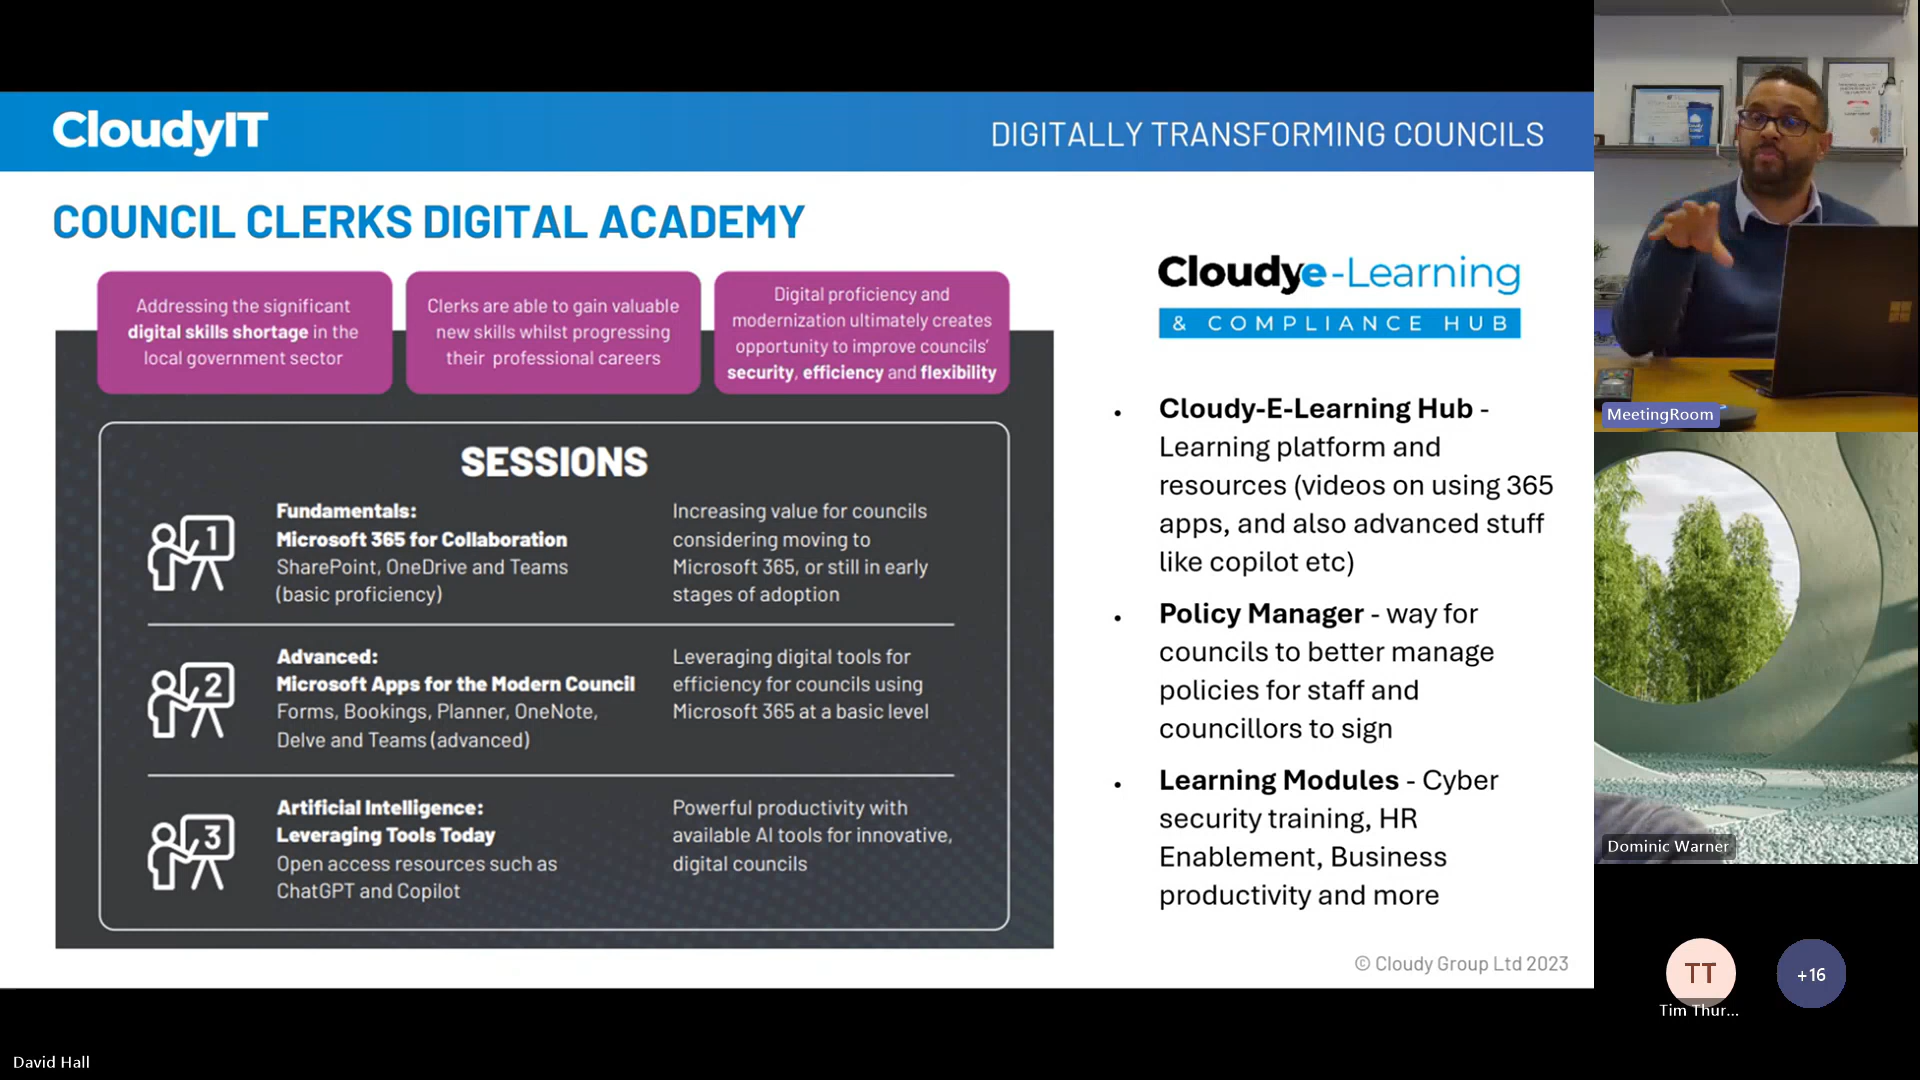 CloudyIT
DIGITALLY TRANSFORMING COUNCILS
COUNCIL CLERKS DIGITAL ACADEMY
Addressing the significant
digital skills shortage in the
local government sector
Clerks are able to gain valuable
new skills whilst progressing
their professional careers
Digital proficiency and
modernization ultimately creates
opportunity to improve councils'
security, efficiency and flexibility
SESSIONS
1
Fundamentals:
Microsoft 365 for Collaboration
SharePoint, OneDrive and Teams
(basic proficiency)
Increasing value for councils
considering moving to
Microsoft 365, or still in early
stages of adoption
2
Advanced:
Microsoft Apps for the Modern Council
Forms, Bookings, Planner, OneNote,
Delve and Teams (advanced)
Leveraging digital tools for
efficiency for councils using
Microsoft 365 at a basic level
3
Artificial Intelligence:
Leveraging Tools Today
Open access resources such as
ChatGPT and Copilot
Powerful productivity with
available AI tools for innovative,
digital councils
Cloudye-Learning
& COMPLIANCE HUB
• Cloudy-E-Learning Hub -
Learning platform and
resources (videos on using 365
apps, and also advanced stuff
like copilot etc)
• Policy Manager - way for
councils to better manage
policies for staff and
councillors to sign
• Learning Modules - Cyber
security training, HR
Enablement, Business
productivity and more
© Cloudy Group Ltd 2023
MeetingRoom
Dominic Warner
TT
Tim Thur...
+16
David Hall